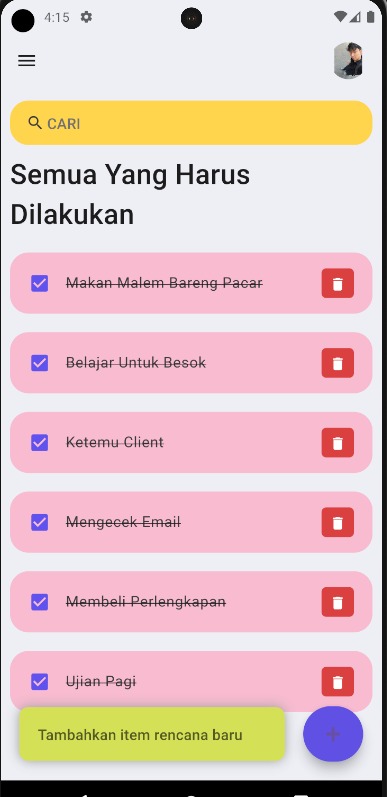 4:15
CARI
Semua Yang Harus
Dilakukan
Makan Malem Bareng Pacar
Belajar Untuk Besok
Ketemu Client
Mengecek Email
Membeli Perlengkapan
Ujian Pagi
Tambahkan item rencana baru
+